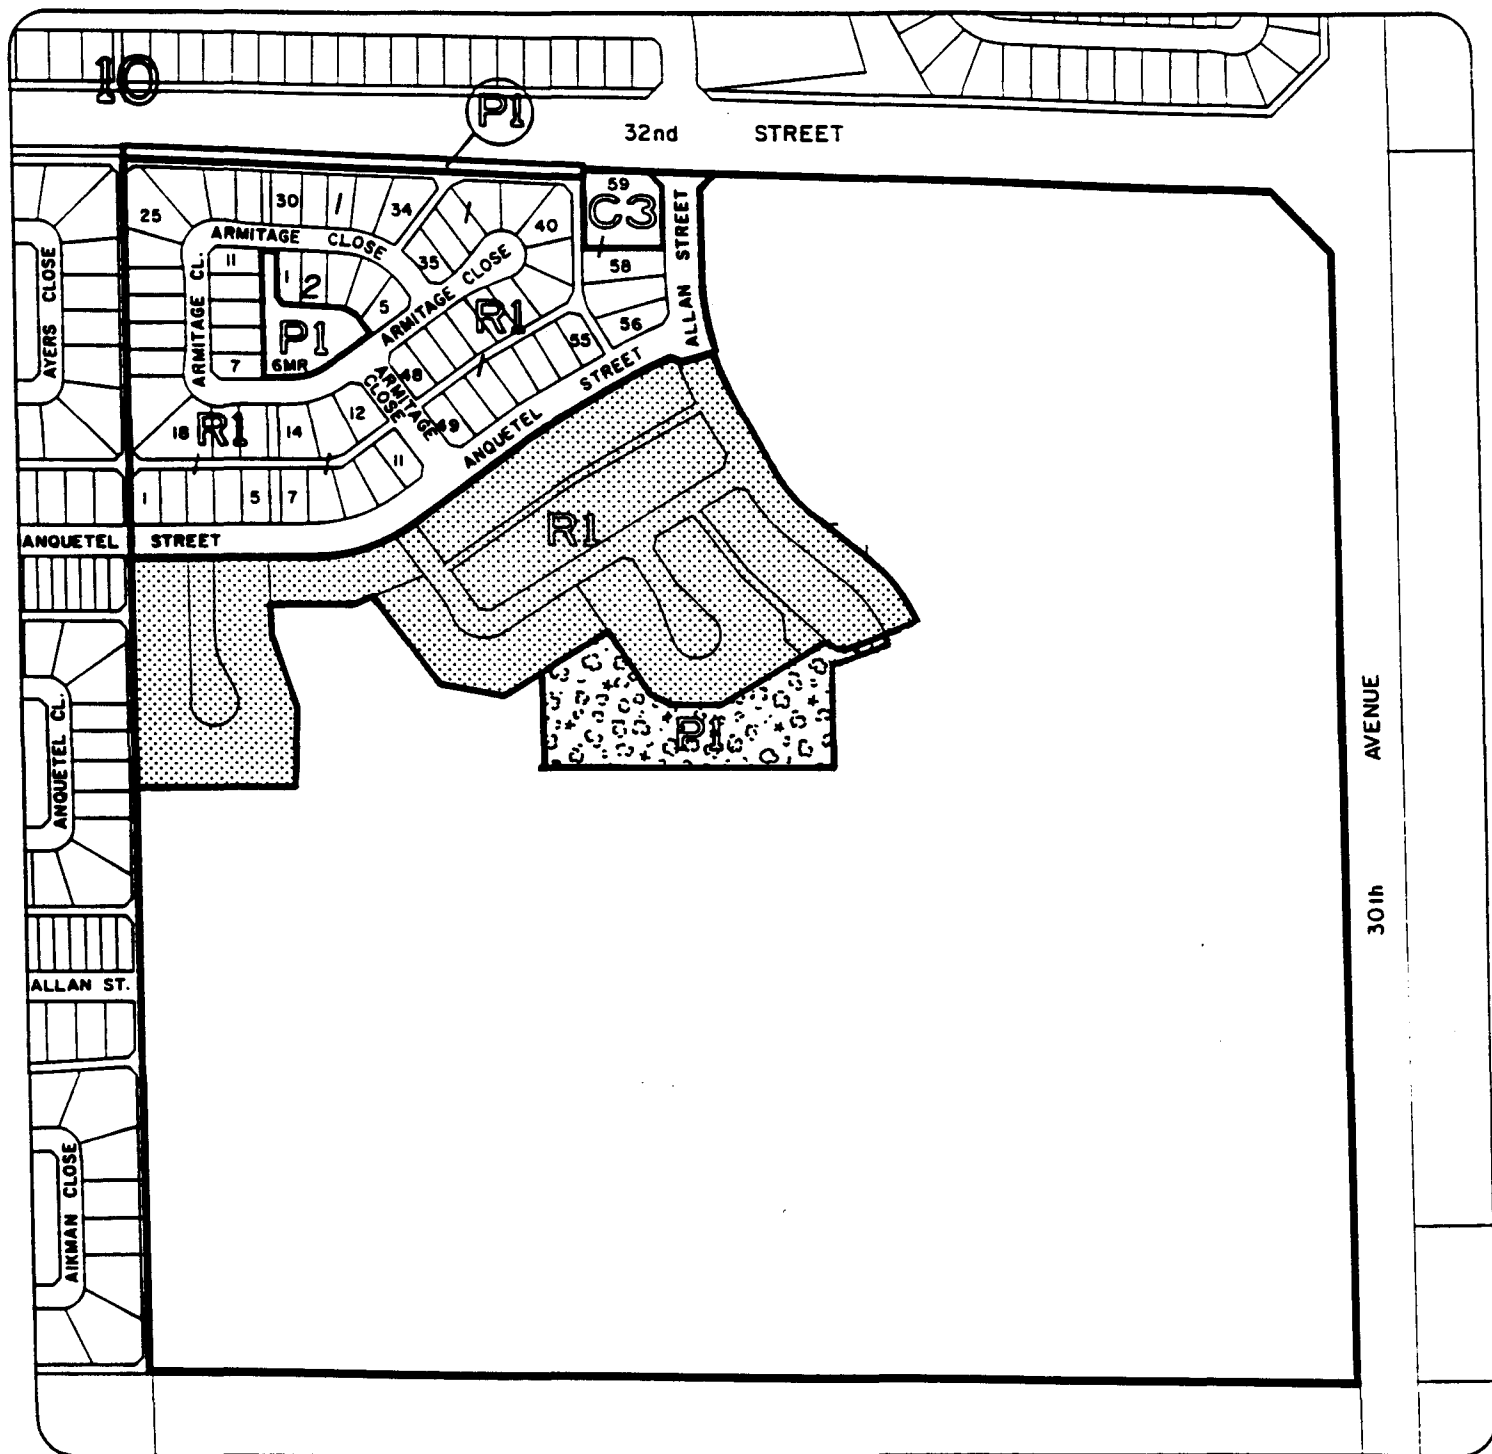 10
P1
32nd STREET
59
C3
25
30
1
34
1
40
ARMITAGE CLOSE
35
58
ALLAN STREET
AYERS CLOSE
ARMITAGE CL.
11
1
2
5
ARMITAGE CLOSE
R1
56
P1
7
6MR
48
55
ARMITAGE CLOSE
49
ANQUETEL STREET
18
R1
14
12
11
1
5
7
ANQUETEL STREET
R1
P1
ANQUETEL CL.
ALLAN ST.
AIKMAN CLOSE
30th AVENUE